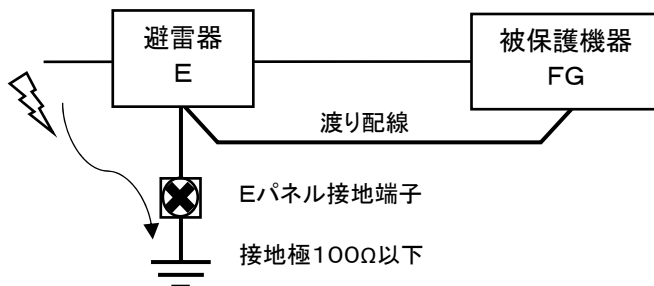 避雷器
E
被保護機器
FG
渡り配線
Eパネル接地端子
接地極100Ω以下